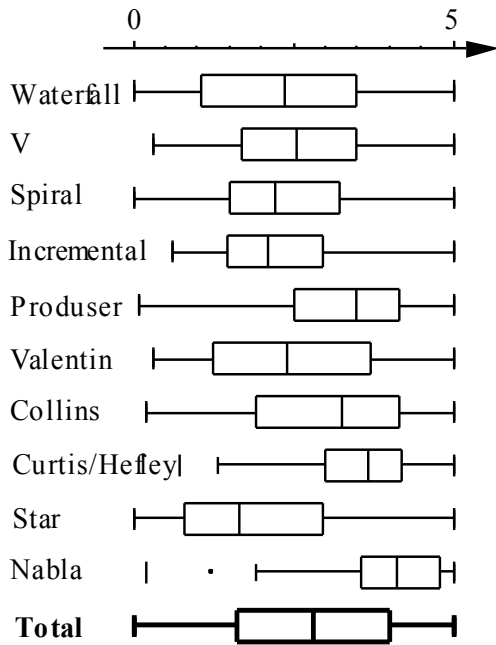 0 5
Waterfall
V
Spiral
Incremental
Produser
Valentin
Collins
Curtis/Hefley
Star
Nabla
Total